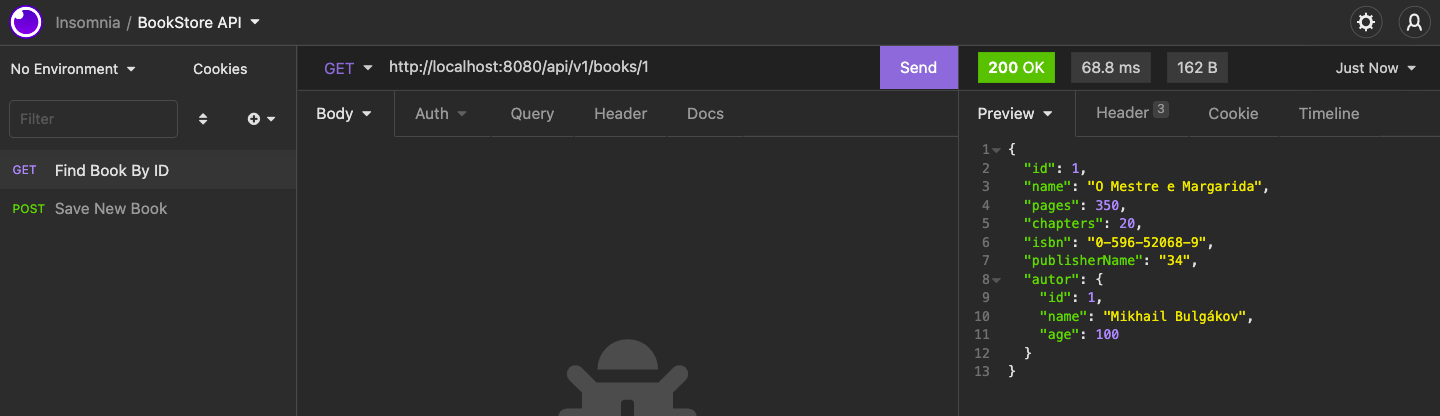 Insomnia / BookStore API
No Environment
Cookies
Filter
GET Find Book By ID
POST Save New Book
GET http://localhost:8080/api/v1/books/1 Send
Body Auth Query Header Docs
200 OK 68.8 ms 162 B Just Now
Preview Header 3 Cookie Timeline
1 {
2 "id": 1,
3 "name": "O Mestre e Margarida",
4 "pages": 350,
5 "chapters": 20,
6 "isbn": "0-596-52068-9",
7 "publisherName": "34",
8 "autor": {
9 "id": 1,
10 "name": "Mikhail Bulgákov",
11 "age": 100
12 }
13 }